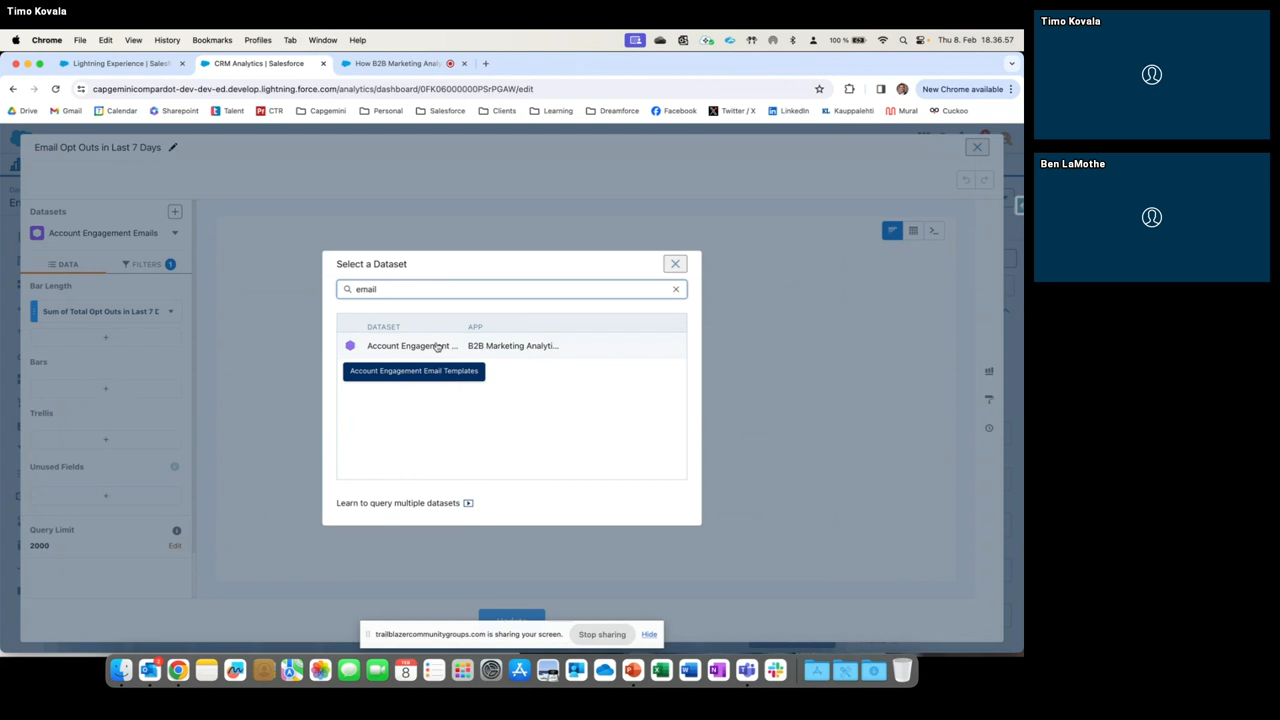 Timo Kovala
Chrome File Edit View History Bookmarks Profiles Tab Window Help
100 % Thu 8. Feb 18.36.57
Lightning Experience | Salesf
CRM Analytics | Salesforce
How B2B Marketing Anal
capgeminicompardot-dev-dev-ed.develop.lightning.force.com/analytics/dashboard/0FK06000000PSrPGAW/edit
New Chrome available
Drive Gmail Calendar Sharepoint Talent CTR Capgemini Personal Salesforce Clients Learning Dreamforce Facebook Twitter / X LinkedIn Kauppalehti Mural Cuckoo
Email Opt Outs in Last 7 Days
Datasets
Account Engagement Emails
DATA FILTERS 1
Bar Length
Sum of Total Opt Outs in Last 7 D
Bars
Trellis
Unused Fields
Query Limit
2000 Edit
Select a Dataset
email
DATASET APP
Account Engagement ... B2B Marketing Analyti...
Account Engagement Email Templates
Learn to query multiple datasets
trailblazercommunitygroups.com is sharing your screen. Stop sharing Hide
FEB
8
Timo Kovala
Ben LaMothe